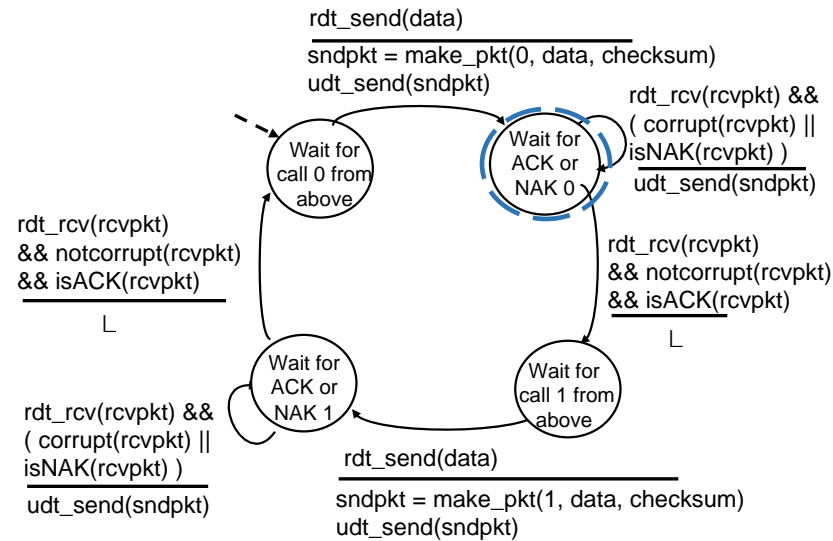 rdt_send(data)
sndpkt = make_pkt(0, data, checksum)
udt_send(sndpkt)
Wait for
call 0 from
above
Wait for
ACK or
NAK 0
rdt_rcv(rcvpkt) &&
( corrupt(rcvpkt) ||
isNAK(rcvpkt) )
udt_send(sndpkt)
rdt_rcv(rcvpkt)
&& notcorrupt(rcvpkt)
&& isACK(rcvpkt)
L
rdt_rcv(rcvpkt)
&& notcorrupt(rcvpkt)
&& isACK(rcvpkt)
L
Wait for
ACK or
NAK 1
Wait for
call 1 from
above
rdt_rcv(rcvpkt) &&
( corrupt(rcvpkt) ||
isNAK(rcvpkt) )
udt_send(sndpkt)
rdt_send(data)
sndpkt = make_pkt(1, data, checksum)
udt_send(sndpkt)